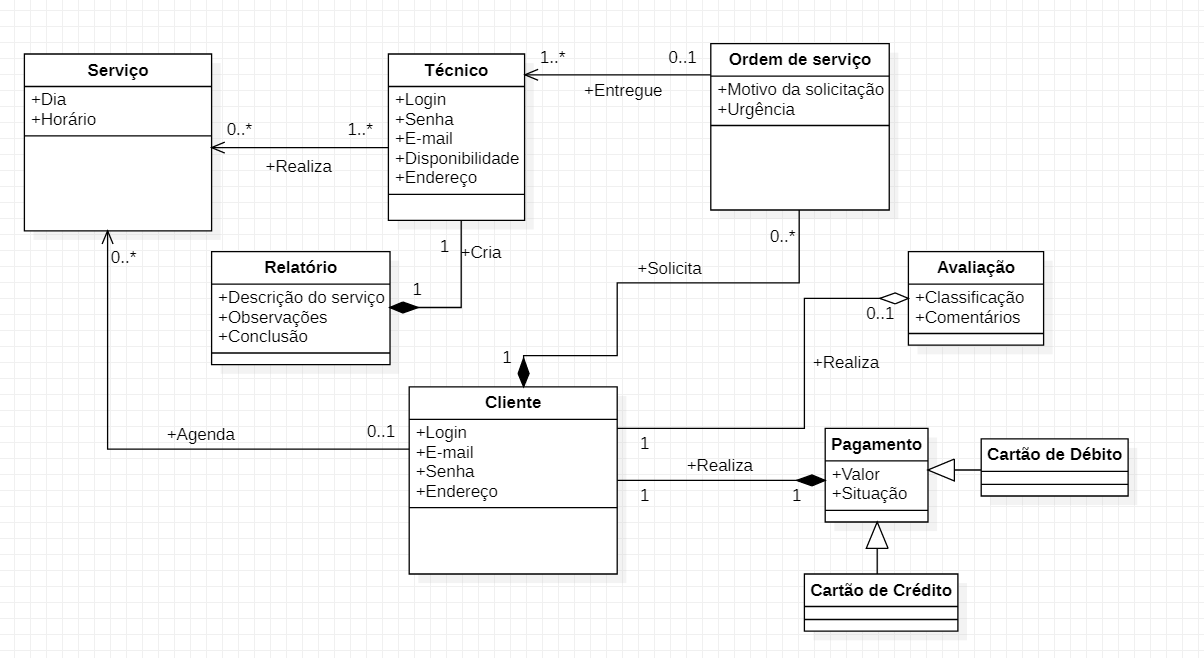 Serviço
+Dia
+Horário
0..*
1..*
+Realiza
Técnico
+Login
+Senha
+E-mail
+Disponibilidade
+Endereço
1..*
0..1
+Entregue
Ordem de serviço
+Motivo da solicitação
+Urgência
0..*
1
+Cria
0..*
+Solicita
Relatório
+Descrição do serviço
+Observações
+Conclusão
1
Avaliação
+Classificação
+Comentários
0..1
+Realiza
1
Cliente
+Login
+E-mail
+Senha
+Endereço
+Agenda
0..1
1
+Realiza
1
1
Pagamento
+Valor
+Situação
Cartão de Débito
Cartão de Crédito